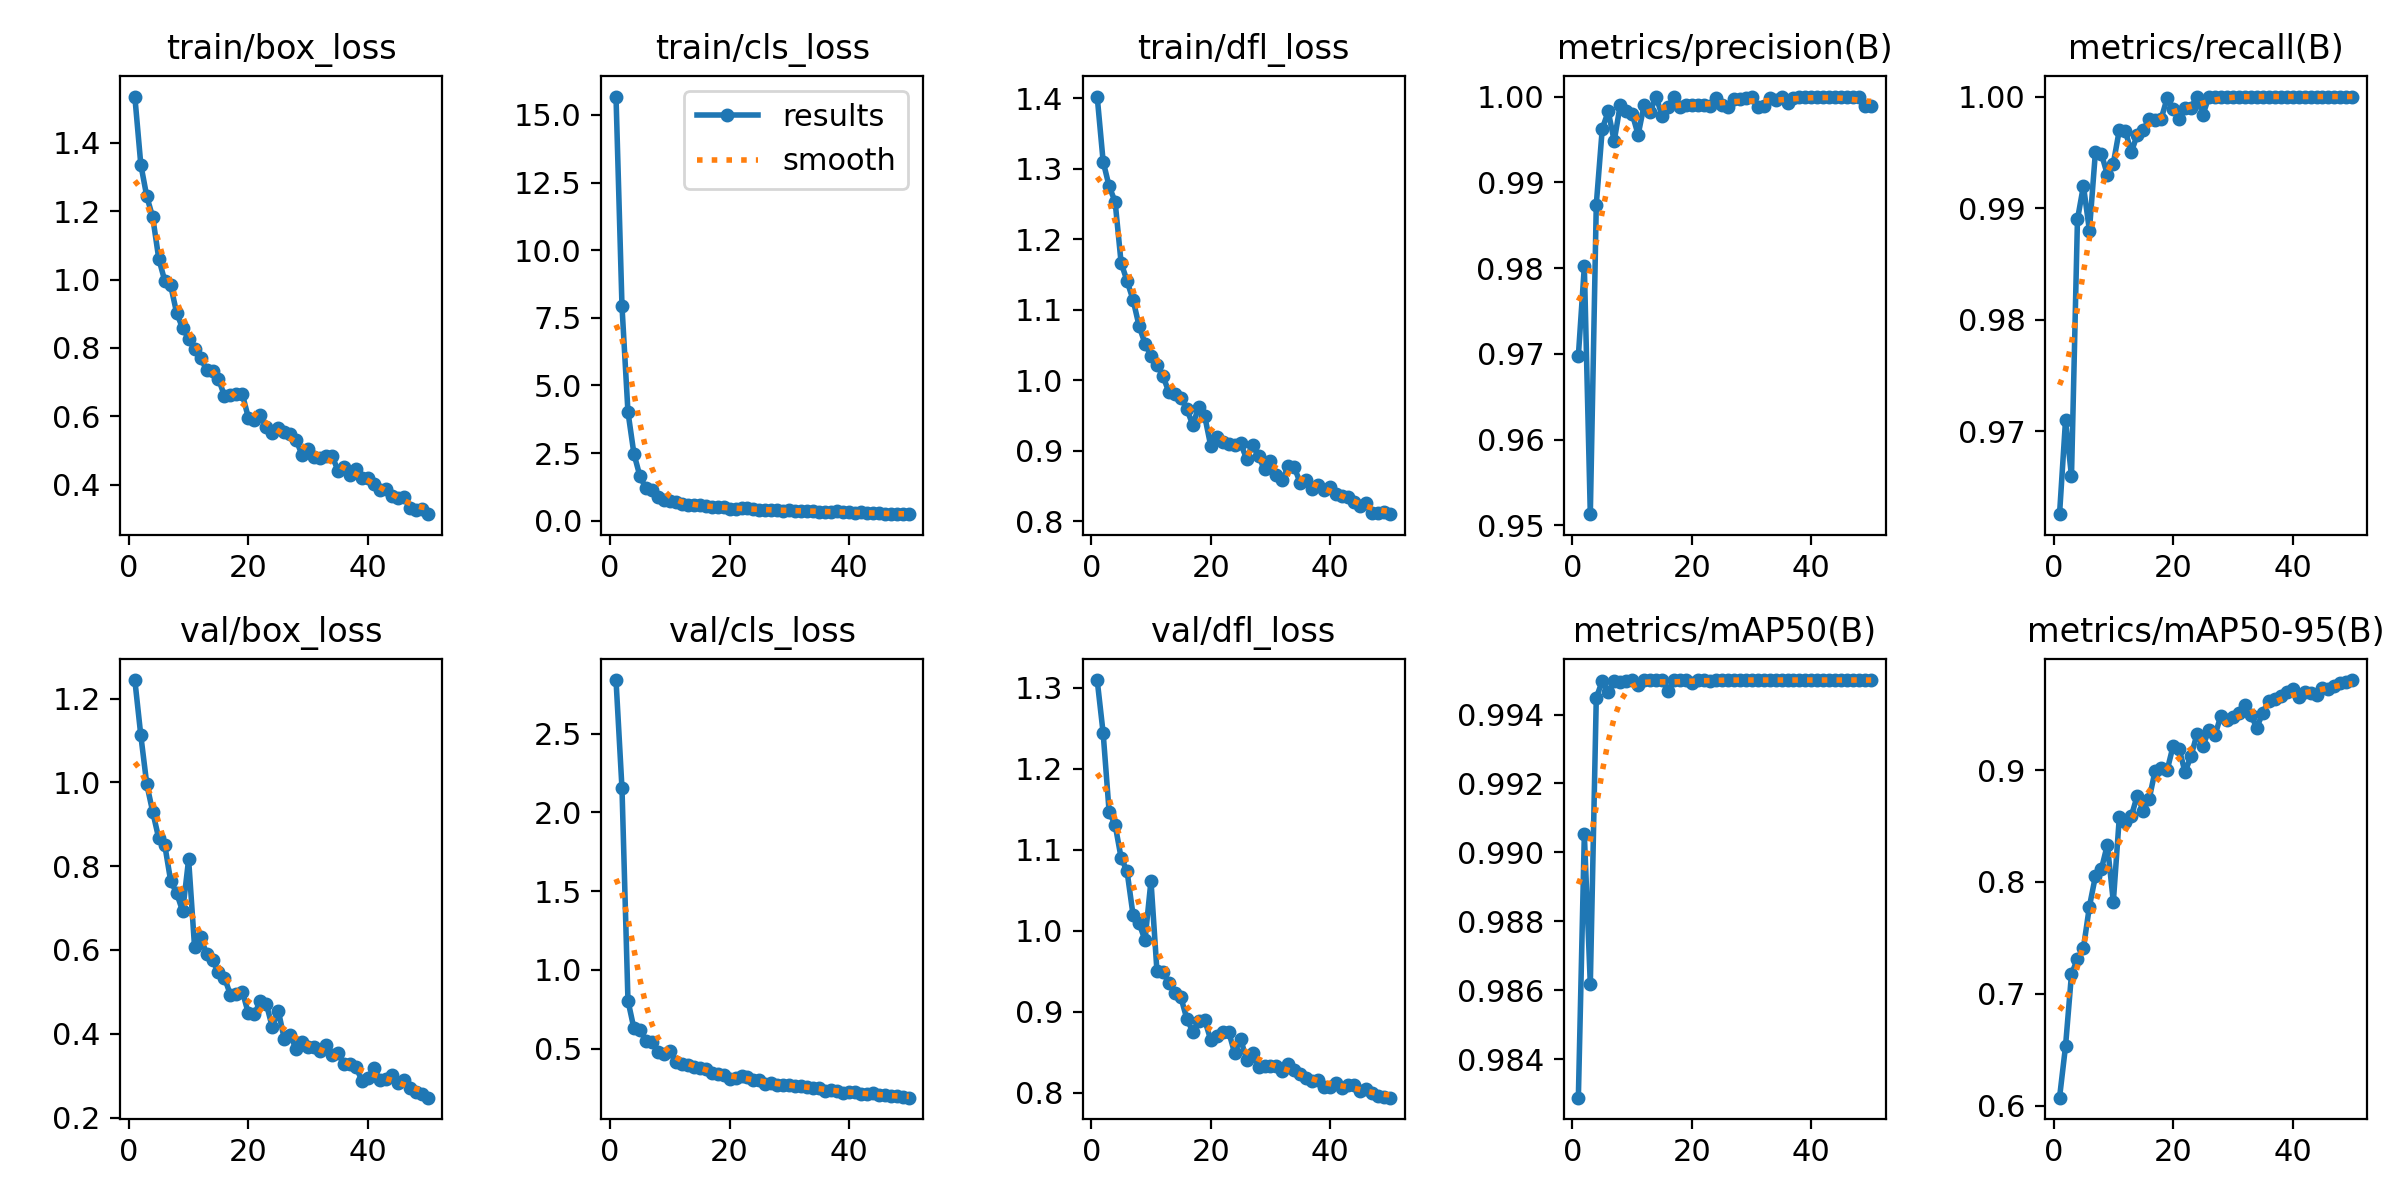 train/box_loss
1.4
1.2
1.0
0.8
0.6
0.4
0 20 40
train/cls_loss
results
smooth
15.0
12.5
10.0
7.5
5.0
2.5
0.0
0 20 40
train/dfl_loss
1.4
1.3
1.2
1.1
1.0
0.9
0.8
0 20 40
metrics/precision(B)
1.00
0.99
0.98
0.97
0.96
0.95
0 20 40
metrics/recall(B)
1.00
0.99
0.98
0.97
0 20 40
val/box_loss
1.2
1.0
0.8
0.6
0.4
0.2
0 20 40
val/cls_loss
2.5
2.0
1.5
1.0
0.5
0 20 40
val/dfl_loss
1.3
1.2
1.1
1.0
0.9
0.8
0 20 40
metrics/mAP50(B)
0.994
0.992
0.990
0.988
0.986
0.984
0 20 40
metrics/mAP50-95(B)
0.9
0.8
0.7
0.6
0 20 40